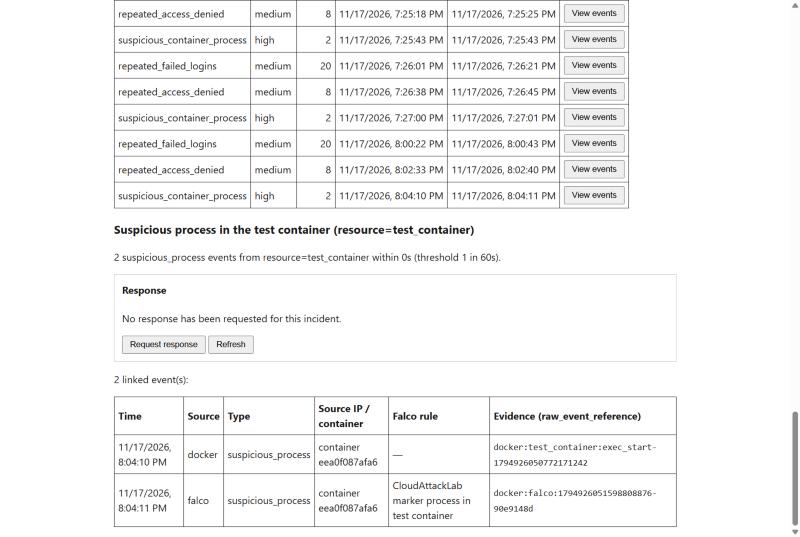 repeated_access_denied medium 8 11/17/2026, 7:25:18 PM 11/17/2026, 7:25:25 PM View events
suspicious_container_process high 2 11/17/2026, 7:25:43 PM 11/17/2026, 7:25:43 PM View events
repeated_failed_logins medium 20 11/17/2026, 7:26:01 PM 11/17/2026, 7:26:21 PM View events
repeated_access_denied medium 8 11/17/2026, 7:26:38 PM 11/17/2026, 7:26:45 PM View events
suspicious_container_process high 2 11/17/2026, 7:27:00 PM 11/17/2026, 7:27:01 PM View events
repeated_failed_logins medium 20 11/17/2026, 8:00:22 PM 11/17/2026, 8:00:43 PM View events
repeated_access_denied medium 8 11/17/2026, 8:02:33 PM 11/17/2026, 8:02:40 PM View events
suspicious_container_process high 2 11/17/2026, 8:04:10 PM 11/17/2026, 8:04:11 PM View events
Suspicious process in the test container (resource=test_container)
2 suspicious_process events from resource=test_container within 0s (threshold 1 in 60s).
Response
No response has been requested for this incident.
Request response Refresh
2 linked event(s):
Time Source Type Source IP / container Falco rule Evidence (raw_event_reference)
11/17/2026, 8:04:10 PM docker suspicious_process container eea0f087afa6 — docker:test_container:exec_start-1794926050772171242
11/17/2026, 8:04:11 PM falco suspicious_process container eea0f087afa6 CloudAttackLab marker process in test container docker:falco:1794926051598808876-90e9148d